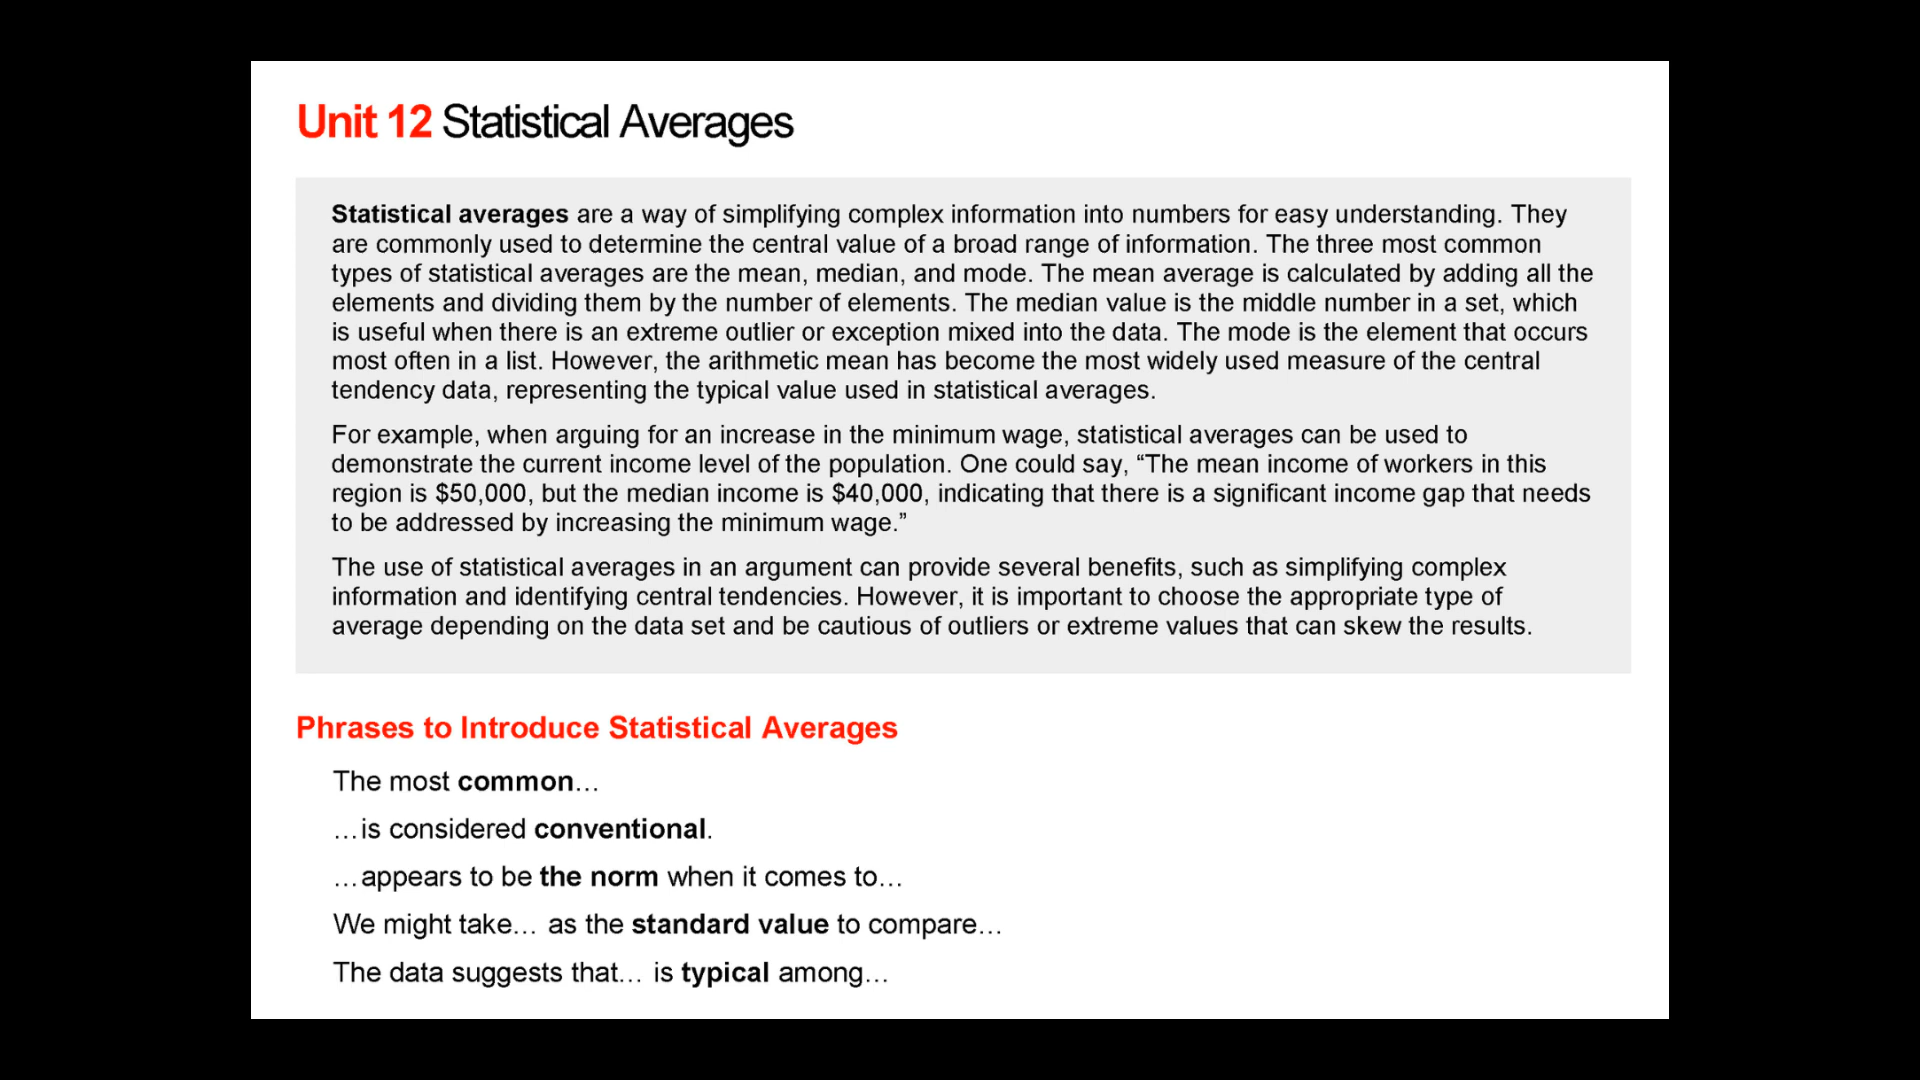 Unit 12 Statistical Averages
Statistical averages are a way of simplifying complex information into numbers for easy understanding. They
are commonly used to determine the central value of a broad range of information. The three most common
types of statistical averages are the mean, median, and mode. The mean average is calculated by adding all the
elements and dividing them by the number of elements. The median value is the middle number in a set, which
is useful when there is an extreme outlier or exception mixed into the data. The mode is the element that occurs
most often in a list. However, the arithmetic mean has become the most widely used measure of the central
tendency data, representing the typical value used in statistical averages.
For example, when arguing for an increase in the minimum wage, statistical averages can be used to
demonstrate the current income level of the population. One could say, “The mean income of workers in this
region is $50,000, but the median income is $40,000, indicating that there is a significant income gap that needs
to be addressed by increasing the minimum wage.”
The use of statistical averages in an argument can provide several benefits, such as simplifying complex
information and identifying central tendencies. However, it is important to choose the appropriate type of
average depending on the data set and be cautious of outliers or extreme values that can skew the results.
Phrases to Introduce Statistical Averages
The most common…
…is considered conventional.
…appears to be the norm when it comes to…
We might take… as the standard value to compare…
The data suggests that… is typical among…